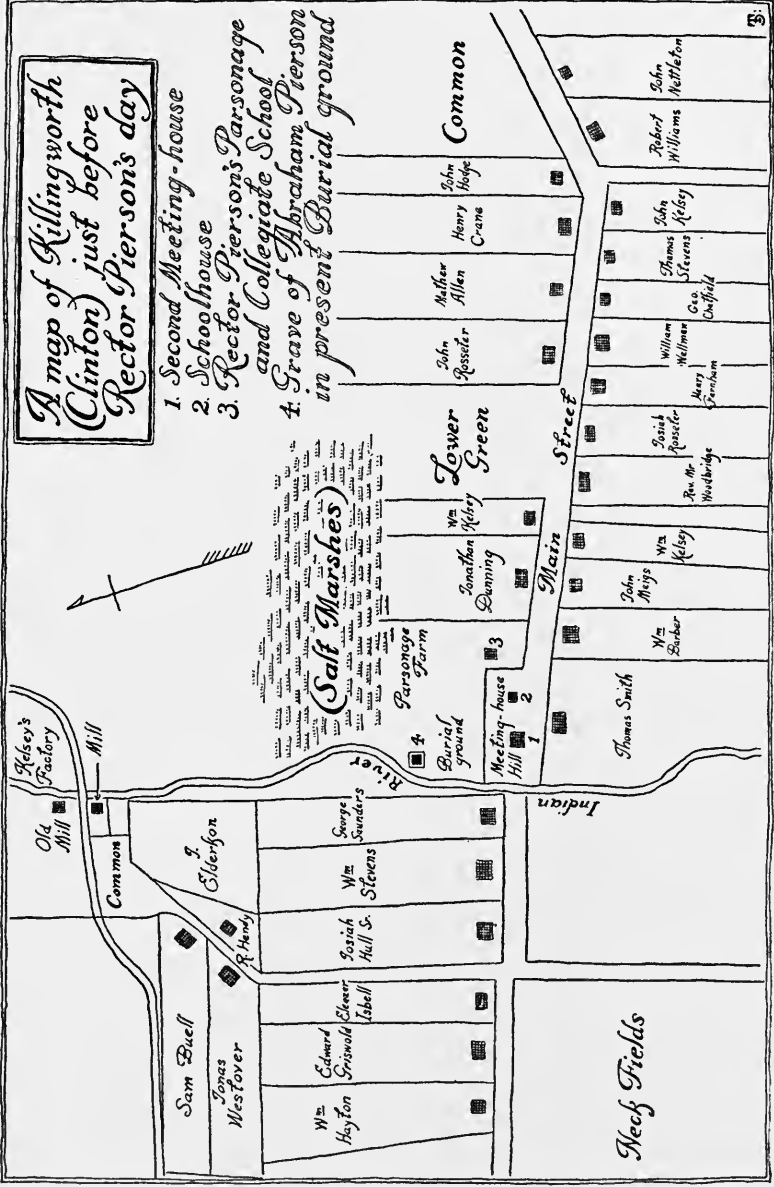 A map of Killingworth
(Clinton) just before
Rector Pierson's day
1. Second Meeting-house
2. Schoolhouse
3. Rector Pierson's Parsonage
and Collegiate School
4. Grave of Abraham Pierson
in present Burial ground
Kelsey's
Factory
Old
Mill
Mill
Common
J.
Elderkon
R. Hendy
Sam Buell
Jonas
Westover
(Salt Marshes)
Lower
Green
Common
Wm
Hayton
Edward
Griswold
Eleezer
Isbell
Josiah
Hull Sr.
Wm
Stevens
George
Saunders
River
Indian
4.
Burial
ground
Parsonage
Farm
3
Meeting-house
Hill
1
2
Jonathan
Dunning
Wm
Kelsey
John
Rosseter
Mathew
Allen
Henry
Crane
John
Hodge
Main Street
Neck Fields
Thomas Smith
Wm
Barber
John
Meigs
Wm
Kelsey
Rev. Mr
Woodbridge
Josiah
Rosseter
Henry
Farnham
William
Wellman
Geo.
Chatfield
Thomas
Stevens
John
Kelsey
Robert
Williams
John
Nettleton